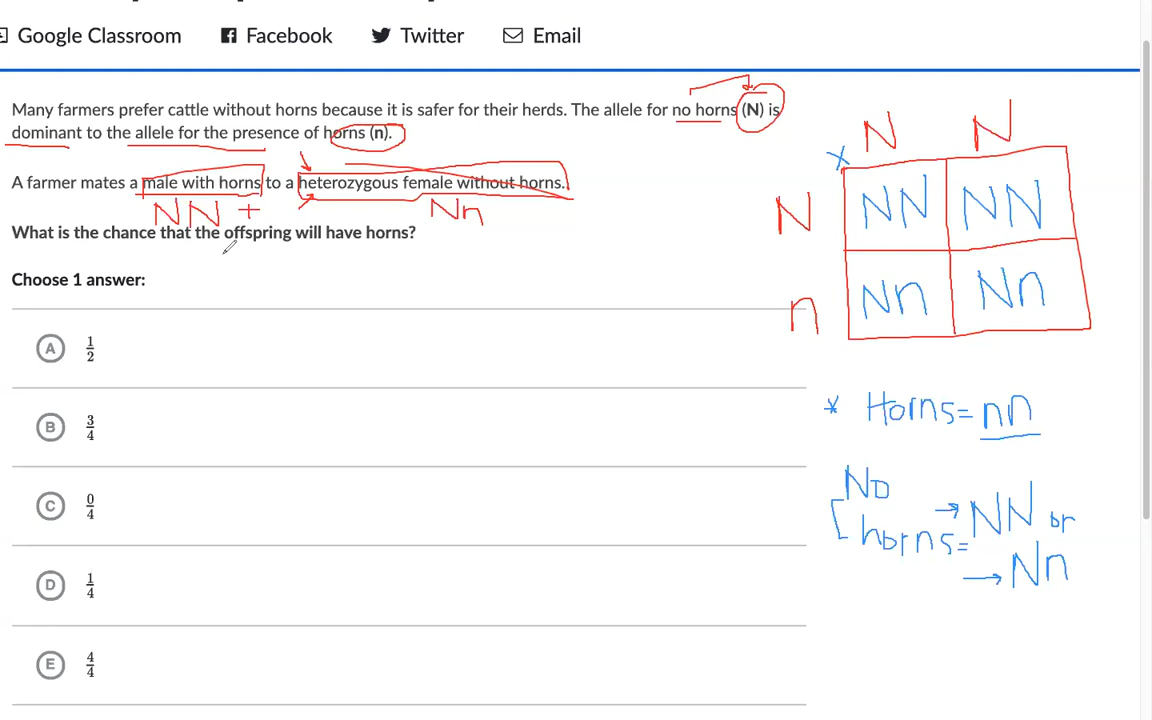 Google Classroom Facebook Twitter Email
Many farmers prefer cattle without horns because it is safer for their herds. The allele for no horns (N) is
dominant to the allele for the presence of horns (n).
A farmer mates a male with horns to a heterozygous female without horns.
NN + Nn
What is the chance that the offspring will have horns?
Choose 1 answer:
A 1/2
B 3/4
C 0/4
D 1/4
E 4/4
N N
N NN NN
n Nn Nn
* Horns = nn
No
horns = → NN or
→ Nn